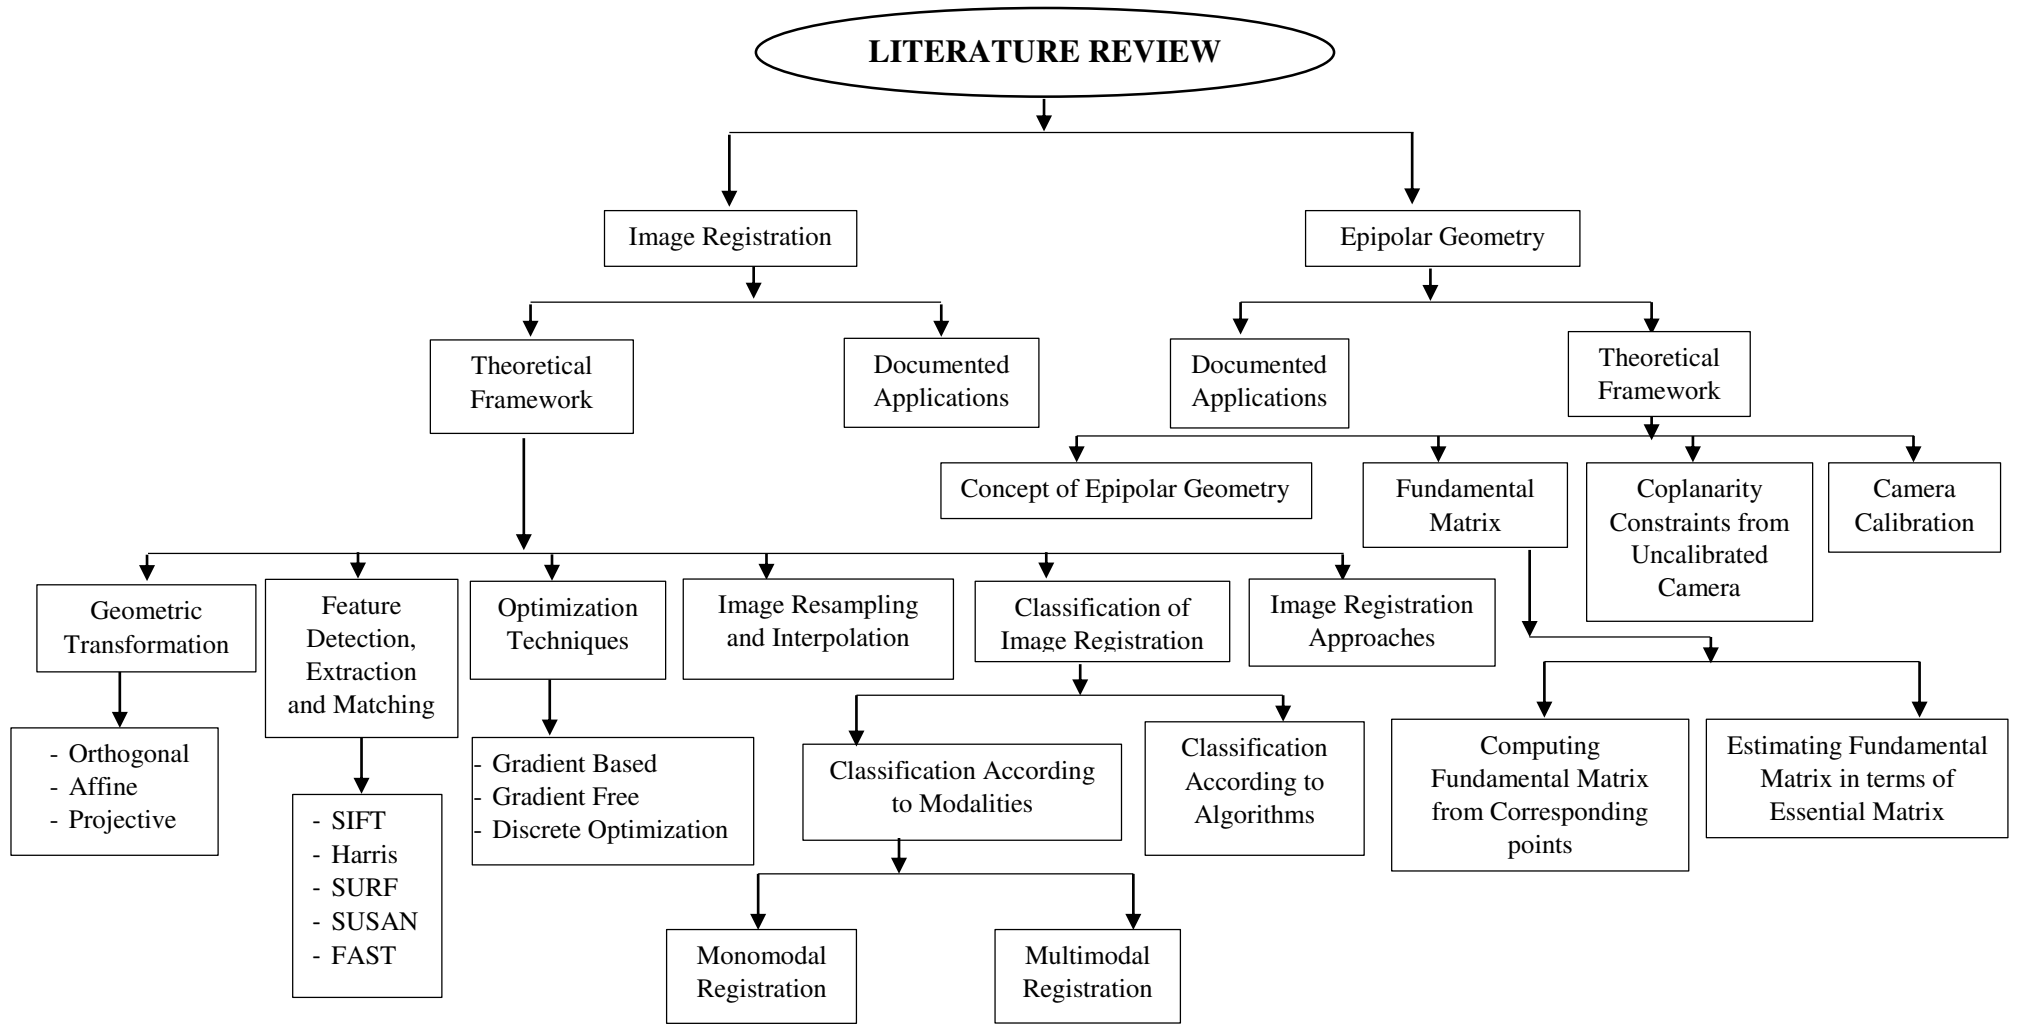 LITERATURE REVIEW
Image Registration
Epipolar Geometry
Theoretical
Framework
Documented
Applications
Documented
Applications
Theoretical
Framework
Concept of Epipolar Geometry
Fundamental
Matrix
Coplanarity
Constraints from
Uncalibrated
Camera
Camera
Calibration
Geometric
Transformation
Feature
Detection,
Extraction
and Matching
Optimization
Techniques
Image Resampling
and Interpolation
Classification of
Image Registration
Image Registration
Approaches
- Orthogonal
- Affine
- Projective
- SIFT
- Harris
- SURF
- SUSAN
- FAST
- Gradient Based
- Gradient Free
- Discrete Optimization
Classification According
to Modalities
Classification
According to
Algorithms
Computing
Fundamental Matrix
from Corresponding
points
Estimating Fundamental
Matrix in terms of
Essential Matrix
Monomodal
Registration
Multimodal
Registration